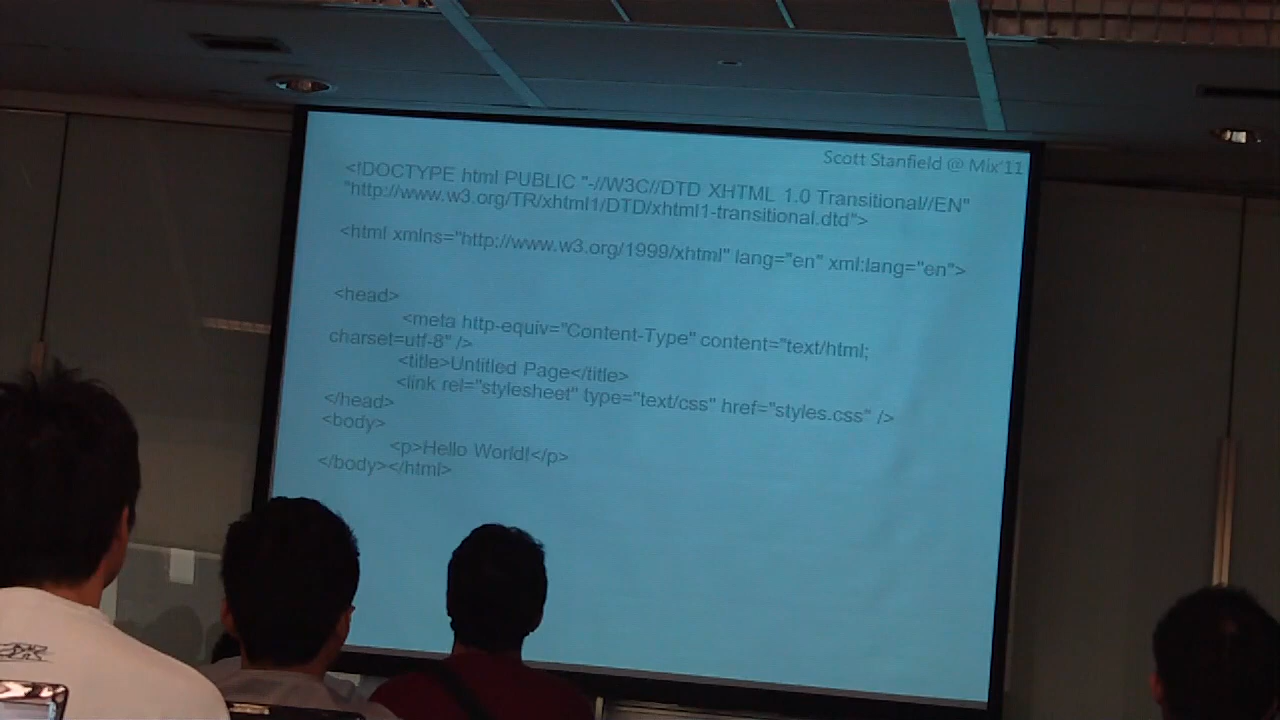 Scott Stanfield @ Mix'11
<!DOCTYPE html PUBLIC "-//W3C//DTD XHTML 1.0 Transitional//EN"
"http://www.w3.org/TR/xhtml1/DTD/xhtml1-transitional.dtd">
<html xmlns="http://www.w3.org/1999/xhtml" lang="en" xml:lang="en">
<head>
<meta http-equiv="Content-Type" content="text/html;
charset=utf-8" />
<title>Untitled Page</title>
<link rel="stylesheet" type="text/css" href="styles.css" />
</head>
<body>
<p>Hello World!</p>
</body></html>